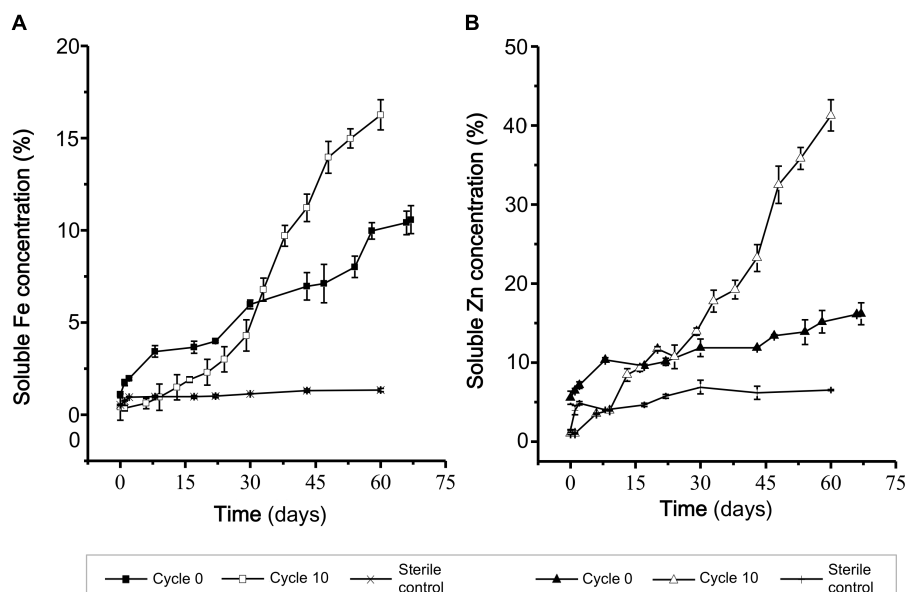 A
B
Soluble Fe concentration (%)
20
15
10
5
0
0
0 15 30 45 60 75
Time (days)
Soluble Zn concentration (%)
50
40
30
20
10
0
0 15 30 45 60 75
Time (days)
Cycle 0 Cycle 10 Sterile control
Cycle 0 Cycle 10 Sterile control